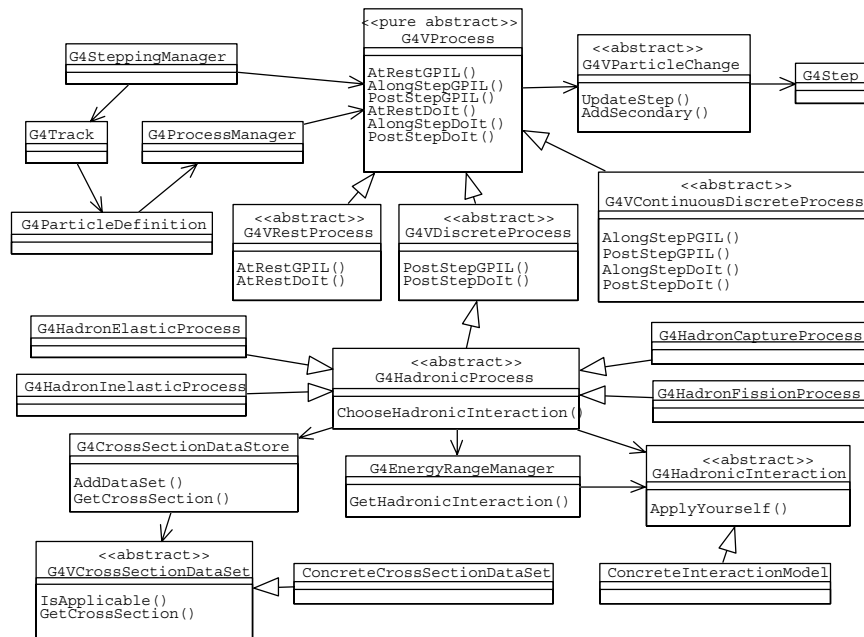 <<pure abstract>>
G4VProcess
AtRestGPIL()
AlongStepGPIL()
PostStepGPIL()
AtRestDoIt()
AlongStepDoIt()
PostStepDoIt()
G4SteppingManager
<<abstract>>
G4VParticleChange
UpdateStep()
AddSecondary()
G4Step
G4Track
G4ProcessManager
G4ParticleDefinition
<<abstract>>
G4VRestProcess
AtRestGPIL()
AtRestDoIt()
<<abstract>>
G4VDiscreteProcess
PostStepGPIL()
PostStepDoIt()
<<abstract>>
G4VContinuousDiscreteProcess
AlongStepPGIL()
PostStepGPIL()
AlongStepDoIt()
PostStepDoIt()
G4HadronElasticProcess
G4HadronInelasticProcess
<<abstract>>
G4HadronicProcess
ChooseHadronicInteraction()
G4HadronCaptureProcess
G4HadronFissionProcess
G4CrossSectionDataStore
AddDataSet()
GetCrossSection()
G4EnergyRangeManager
GetHadronicInteraction()
<<abstract>>
G4HadronicInteraction
ApplyYourself()
<<abstract>>
G4VCrossSectionDataSet
IsApplicable()
GetCrossSection()
ConcreteCrossSectionDataSet
ConcreteInteractionModel